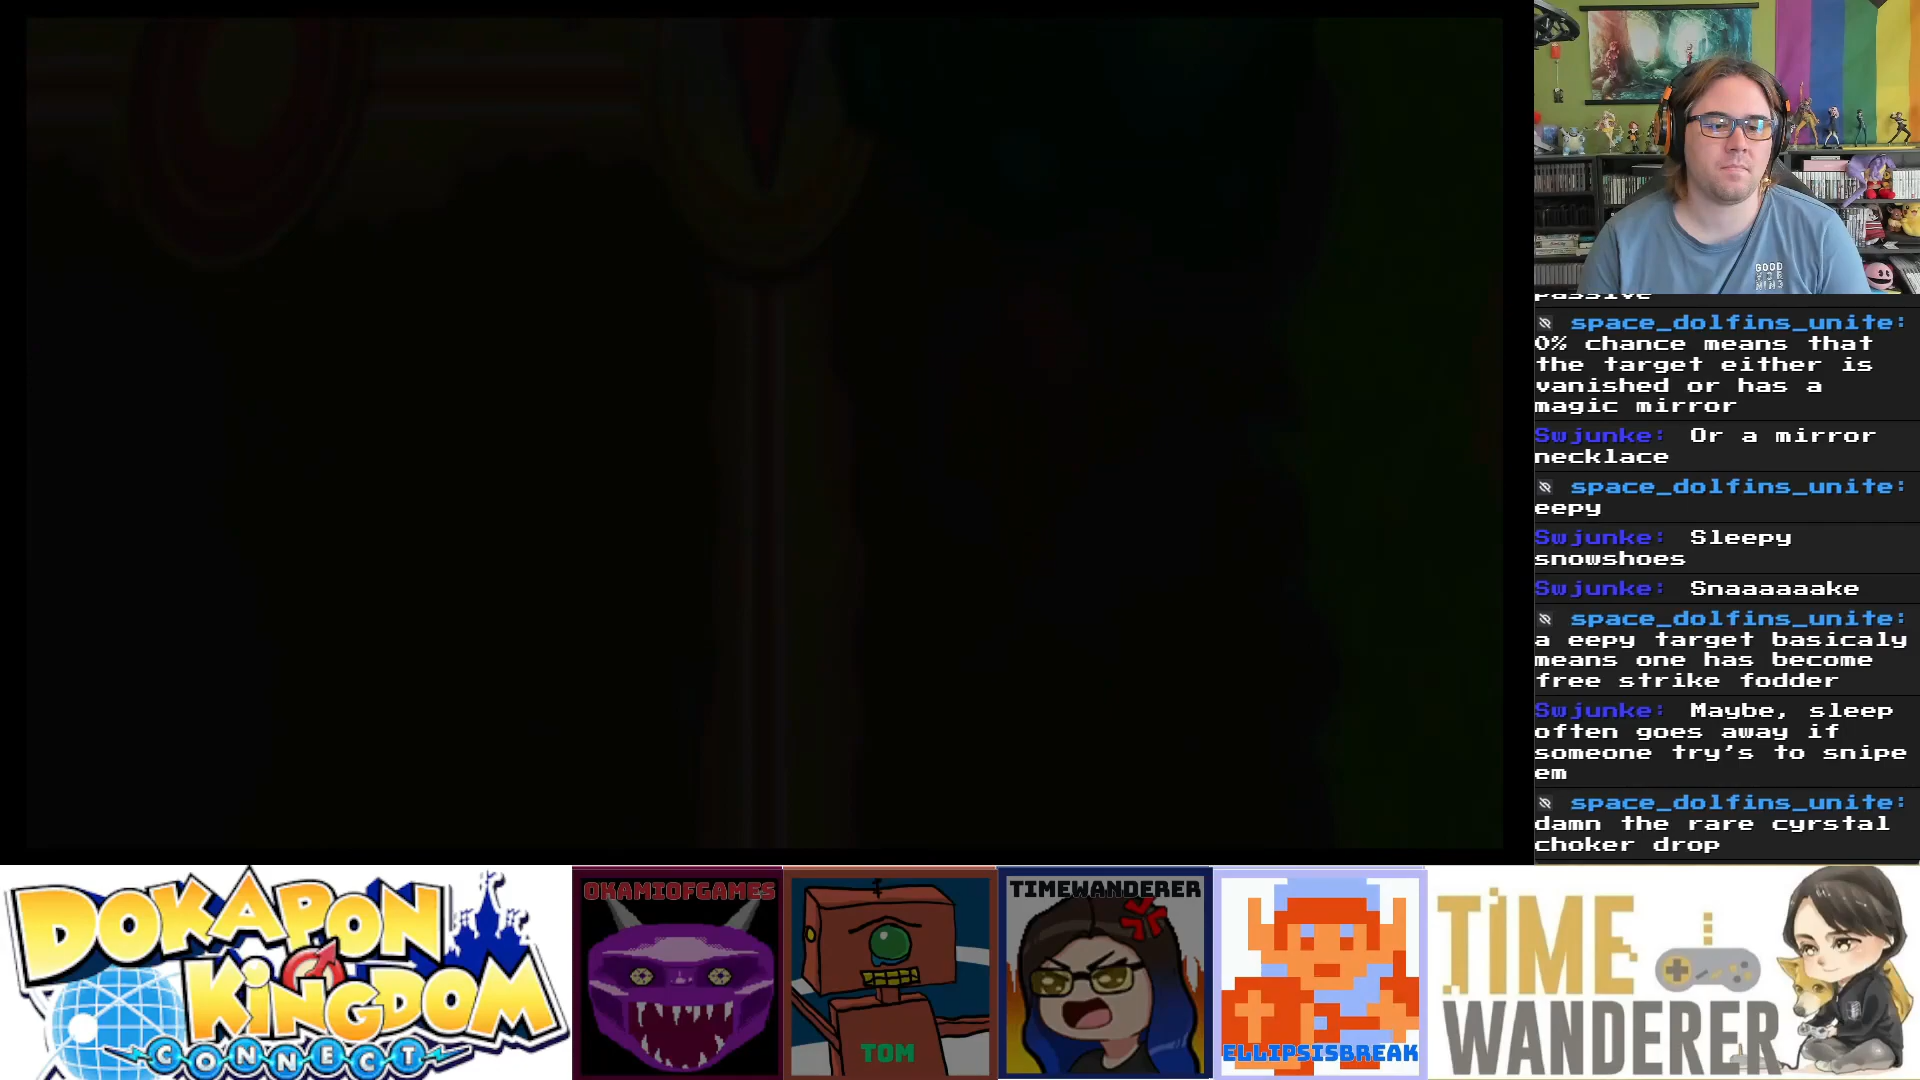 GOOD
passive
space_dolfins_unite:
0% chance means that
the target either is
vanished or has a
magic mirror
Swjunke: Or a mirror
necklace
space_dolfins_unite:
eepy
Swjunke: Sleepy
snowshoes
Swjunke: Snaaaaaake
space_dolfins_unite:
a eepy target basicaly
means one has become
free strike fodder
Swjunke: Maybe, sleep
often goes away if
someone try's to snipe
em
space_dolfins_unite:
damn the rare cyrstal
choker drop
DOKAPON
KINGDOM
CONNECT
OKAMIOFGAMES
TOM
TIMEWANDERER
ELLIPSISBREAK
TIME
WANDERER